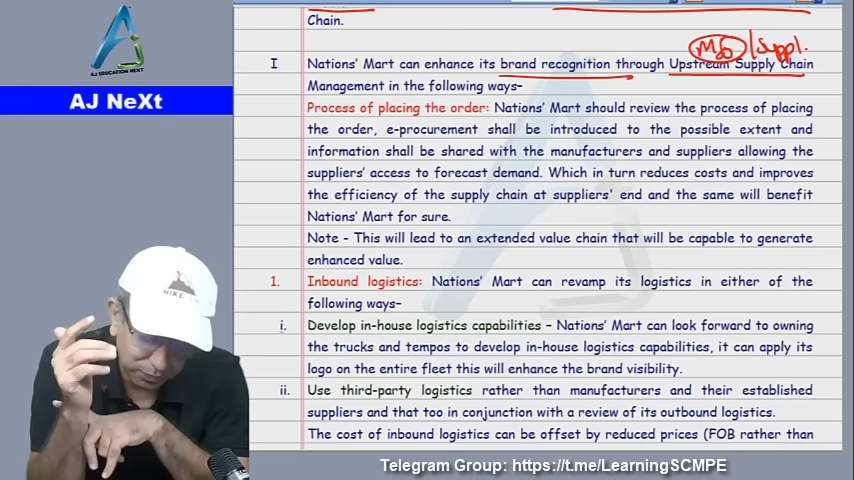 Chain.
Mfg | Suppl.
I Nations' Mart can enhance its brand recognition through Upstream Supply Chain
Management in the following ways–
Process of placing the order: Nations' Mart should review the process of placing
the order, e-procurement shall be introduced to the possible extent and
information shall be shared with the manufacturers and suppliers allowing the
suppliers' access to forecast demand. Which in turn reduces costs and improves
the efficiency of the supply chain at suppliers' end and the same will benefit
Nations' Mart for sure.
Note - This will lead to an extended value chain that will be capable to generate
enhanced value.
1. Inbound logistics: Nations' Mart can revamp its logistics in either of the
following ways–
i. Develop in-house logistics capabilities – Nations' Mart can look forward to owning
the trucks and tempos to develop in-house logistics capabilities, it can apply its
logo on the entire fleet this will enhance the brand visibility.
ii. Use third-party logistics rather than manufacturers and their established
suppliers and that too in conjunction with a review of its outbound logistics.
The cost of inbound logistics can be offset by reduced prices (FOB rather than
AJ EDUCATION NEXT
AJ NeXt
HIKE
Telegram Group: https://t.me/LearningSCMPE